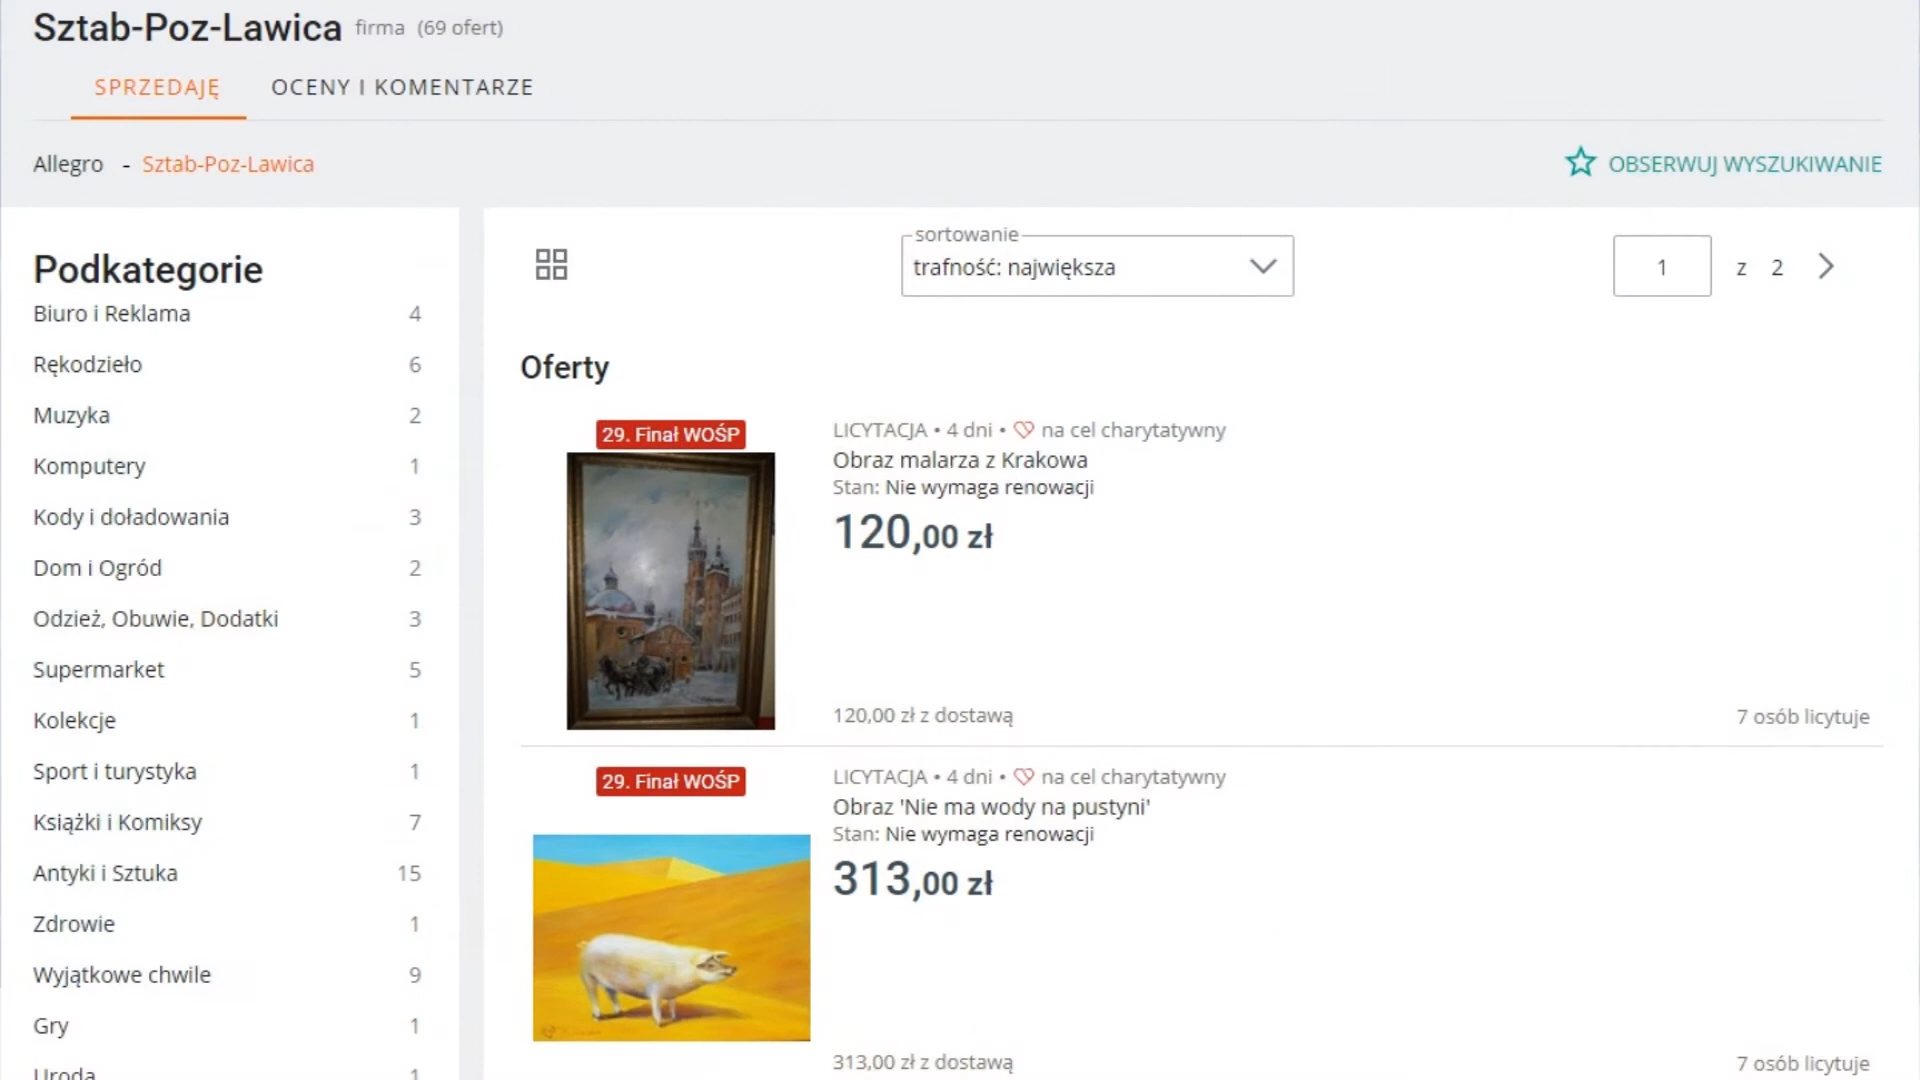 Sztab-Poz-Lawica firma (69 ofert)
SPRZEDAJĘ OCENY I KOMENTARZE
Allegro - Sztab-Poz-Lawica
OBSERWUJ WYSZUKIWANIE
Podkategorie
Biuro i Reklama 4
Rękodzieło 6
Muzyka 2
Komputery 1
Kody i doładowania 3
Dom i Ogród 2
Odzież, Obuwie, Dodatki 3
Supermarket 5
Kolekcje 1
Sport i turystyka 1
Książki i Komiksy 7
Antyki i Sztuka 15
Zdrowie 1
Wyjątkowe chwile 9
Gry 1
Uroda 1
sortowanie
trafność: największa
1 z 2
Oferty
29. Finał WOŚP
LICYTACJA • 4 dni • na cel charytatywny
Obraz malarza z Krakowa
Stan: Nie wymaga renowacji
120,00 zł
120,00 zł z dostawą
7 osób licytuje
29. Finał WOŚP
LICYTACJA • 4 dni • na cel charytatywny
Obraz 'Nie ma wody na pustyni'
Stan: Nie wymaga renowacji
313,00 zł
313,00 zł z dostawą
7 osób licytuje